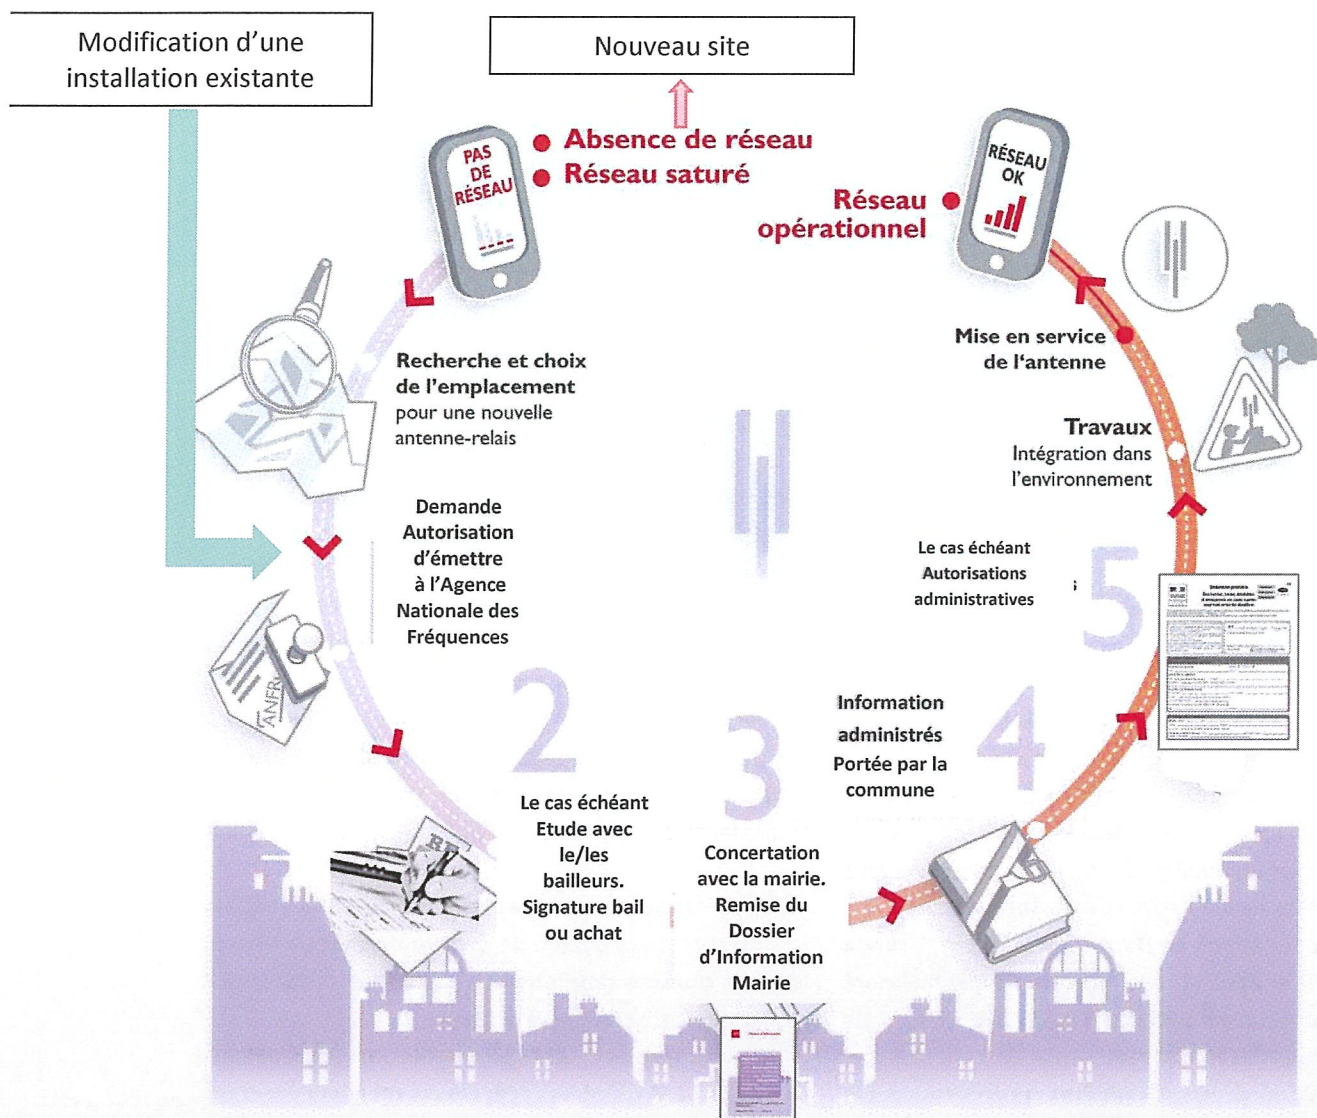 Modification d’une
installation existante
Nouveau site
Absence de réseau
Réseau saturé
PAS
DE
RÉSEAU
RÉSEAU
OK
Réseau
opérationnel
Recherche et choix
de l’emplacement
pour une nouvelle
antenne-relais
Demande
Autorisation
d’émettre
à l’Agence
Nationale des
Fréquences
ANFR
2
Le cas échéant
Etude avec
le/les
bailleurs.
Signature bail
ou achat
3
Concertation
avec la mairie.
Remise du
Dossier
d’Information
Mairie
4
Information
administrés
Portée par la
commune
5
Le cas échéant
Autorisations
administratives
Travaux
Intégration dans
l’environnement
Mise en service
de l’antenne